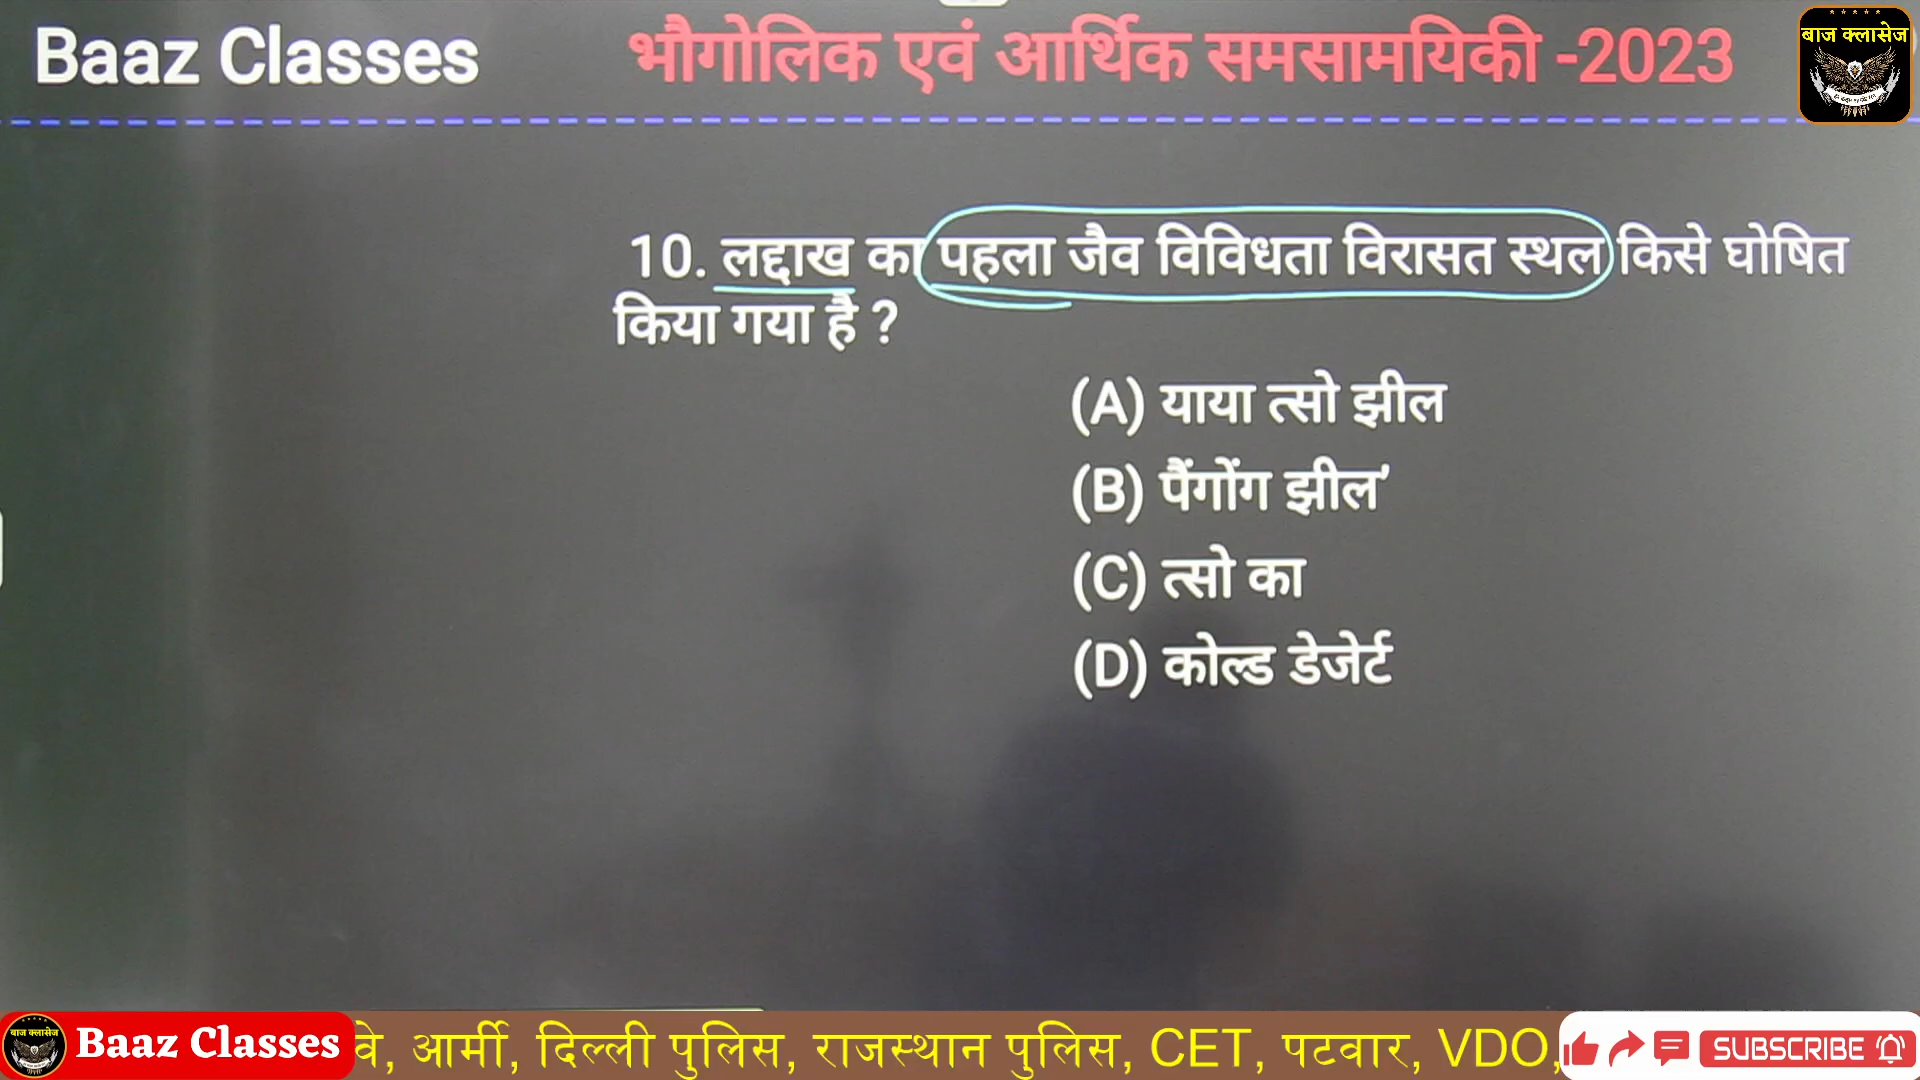 Baaz Classes
भौगोलिक एवं आर्थिक समसामयिकी -2023
बाज क्लासेज
10. लद्दाख का पहला जैव विविधता विरासत स्थल किसे घोषित
किया गया है ?
(A) याया त्सो झील
(B) पैंगोंग झील'
(C) त्सो का
(D) कोल्ड डेजेर्ट
बाज क्लासेज
Baaz Classes
वे, आर्मी, दिल्ली पुलिस, राजस्थान पुलिस, CET, पटवार, VDO,
SUBSCRIBE